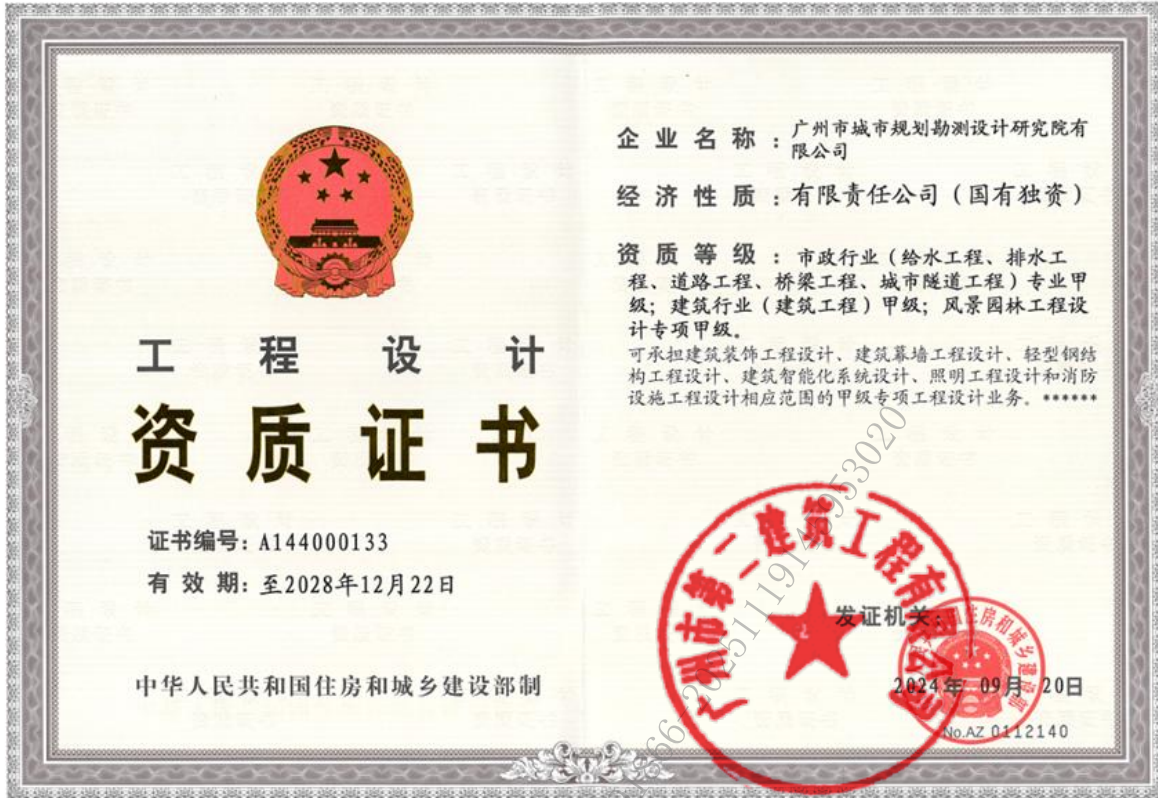 工程设计
资质证书
证书编号: A144000133
有效期: 至2028年12月22日
中华人民共和国住房和城乡建设部制
企业名称：广州市城市规划勘测设计研究院有
限公司
经济性质：有限责任公司（国有独资）
资质等级：市政行业（给水工程、排水工
程、道路工程、桥梁工程、城市隧道工程）专业甲
级；建筑行业（建筑工程）甲级；风景园林工程设
计专项甲级。
可承担建筑装饰工程设计、建筑幕墙工程设计、轻型钢结
构工程设计、建筑智能化系统设计、照明工程设计和消防
设施工程设计相应范围的甲级专项工程设计业务。******
广州市第一建筑工程有限公司
发证机关:
2024年 09月 20日
No.AZ 0112140